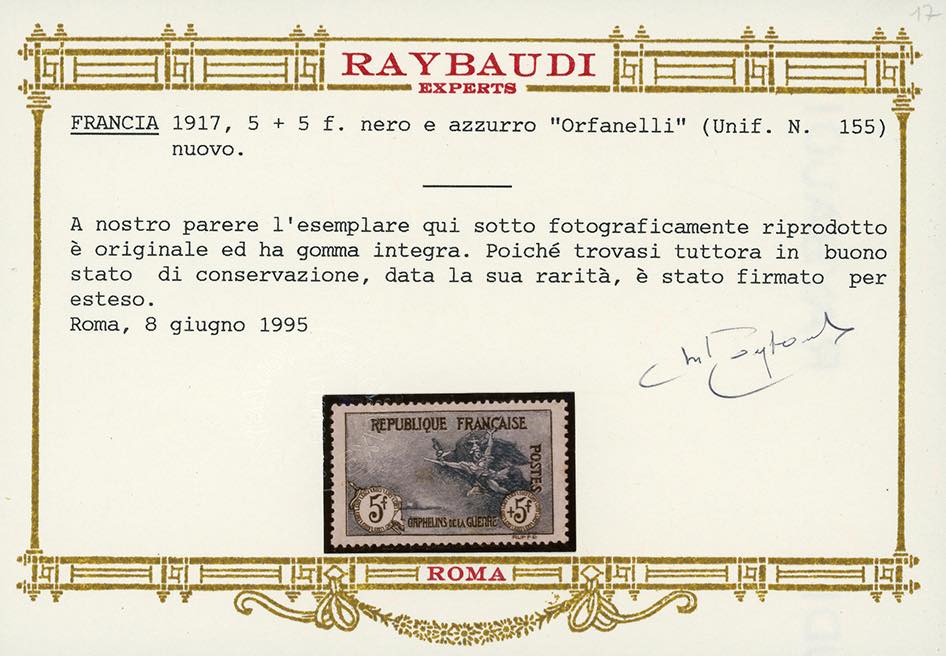 17
RAYBAUDI
EXPERTS
FRANCIA 1917, 5 + 5 f. nero e azzurro "Orfanelli" (Unif. N. 155)
nuovo.
A nostro parere l'esemplare qui sotto fotograficamente riprodotto
è originale ed ha gomma integra. Poiché trovasi tuttora in buono
stato di conservazione, data la sua rarità, è stato firmato per
esteso.
Roma, 8 giugno 1995
REPUBLIQUE FRANÇAISE
POSTES
5f
+5f
ORPHELINS DE LA GUERRE
ROMA